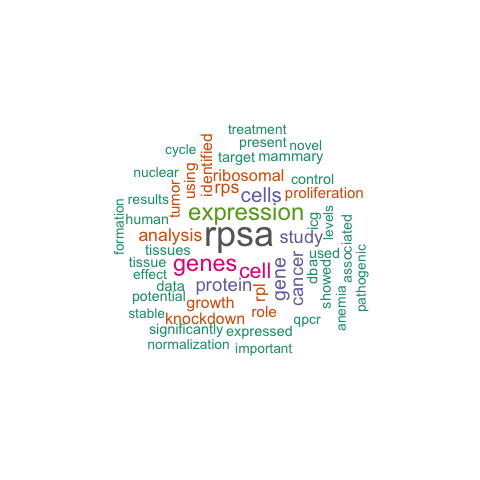 treatment
present
novel
cycle
target
mammary
nuclear
using
identified
ribosomal
control
tumor
rps
cells
proliferation
results
human
expression
formation
analysis
rpsa
study
icg
levels
tissues
used
tissue
genes
cell
gene
cancer
dba
showed
associated
effect
data
protein
rpl
pathogenic
potential
growth
role
anemia
stable
knockdown
qpcr
significantly
expressed
normalization
important